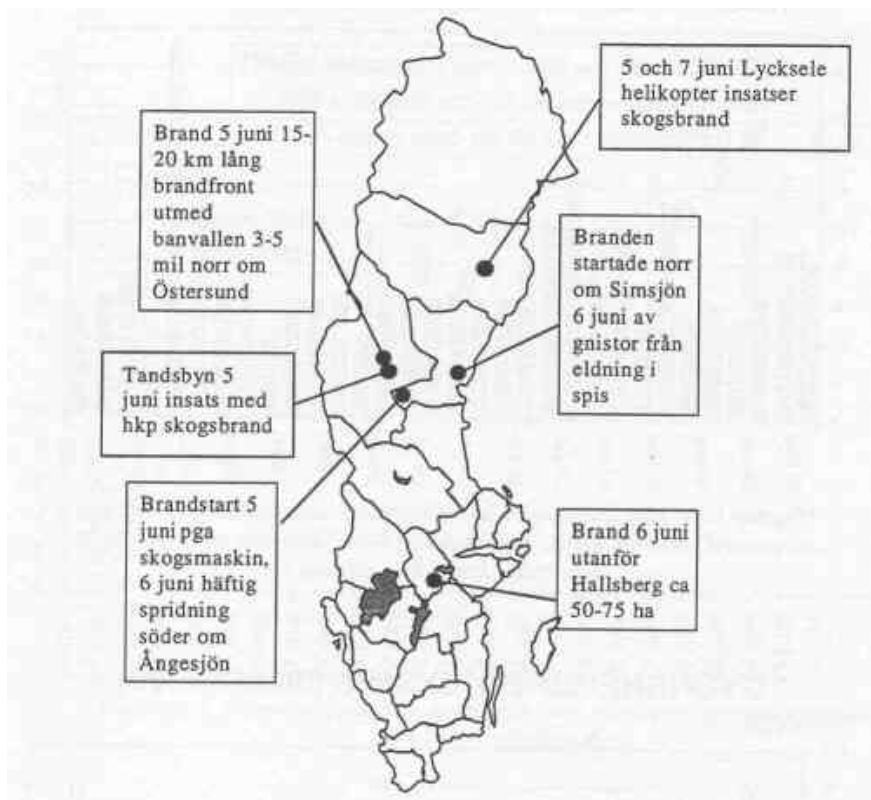 5 och 7 juni Lycksele
helikopter insatser
skogsbrand
Brand 5 juni 15-
20 km lång
brandfront
utmed
banvallen 3-5
mil norr om
Östersund
Branden
startade norr
om Simsjön
6 juni av
gnistor från
eldning i
spis
Tandsbyn 5
juni insats med
hkp skogsbrand
Brandstart 5
juni pga
skogsmaskin,
6 juni häftig
spridning
söder om
Ångesjön
Brand 6 juni
utanför
Hallsberg ca
50-75 ha